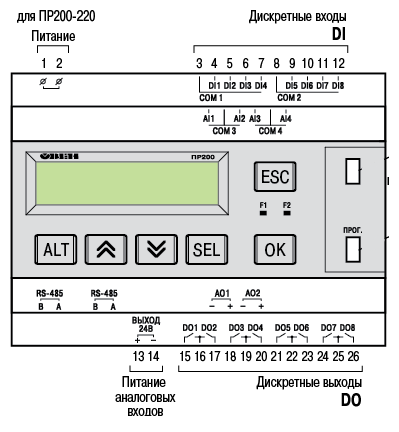 для ПР200-220
Дискретные входы
Питание
DI
1 2 3 4 5 6 7 8 9 10 11 12
DI1 DI2 DI3 DI4 DI5 DI6 DI7 DI8
COM 1 COM 2
AI1 AI2 AI3 AI4
COM 3 COM 4
ОВЕН ПР200
ESC
F1 F2
ПРОГ.
ALT SEL OK
RS-485 RS-485 AO1 AO2
B A B A − + − +
ВЫХОД
24В
+ −
DO1 DO2 DO3 DO4 DO5 DO6 DO7 DO8
13 14 15 16 17 18 19 20 21 22 23 24 25 26
Питание
аналоговых
входов
Дискретные выходы
DO